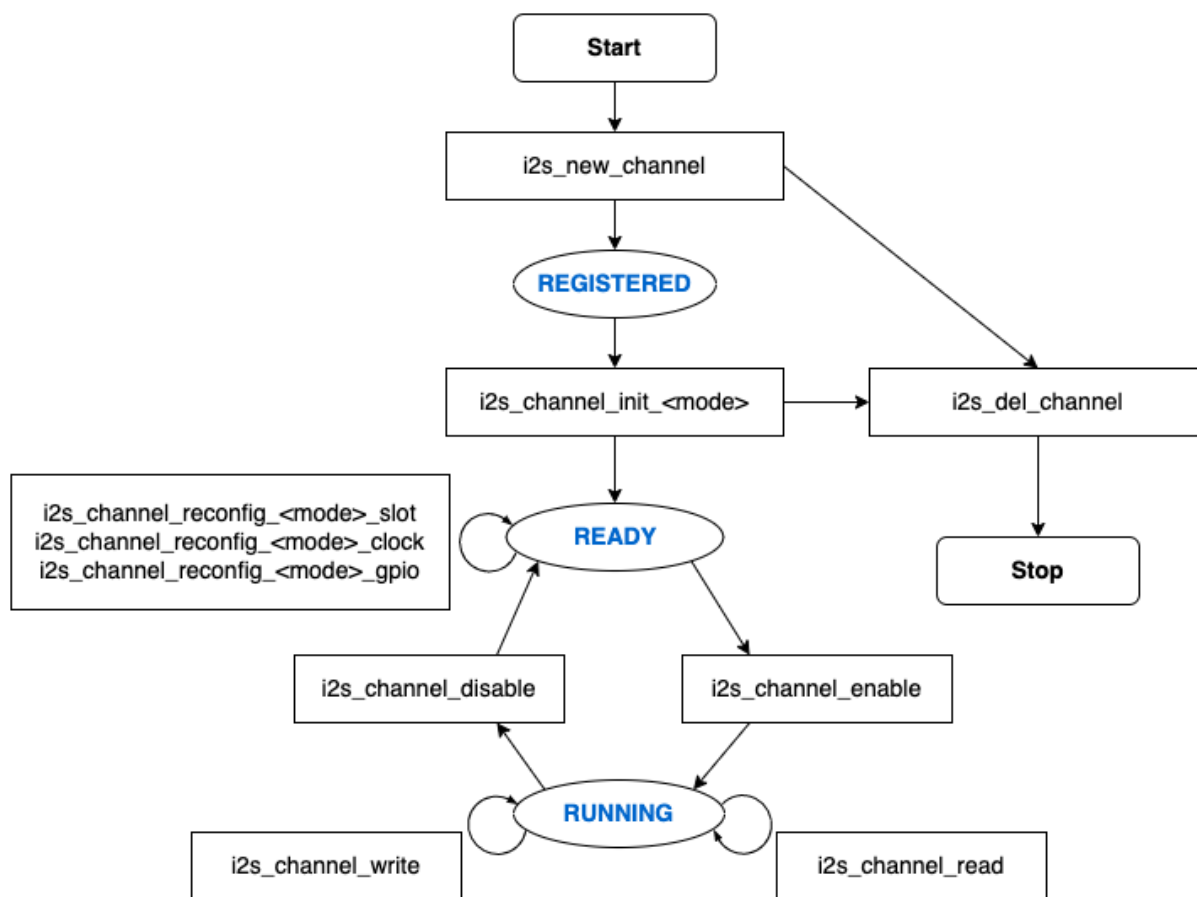 Start
i2s_new_channel
REGISTERED
i2s_channel_init_<mode>
i2s_del_channel
i2s_channel_reconfig_<mode>_slot
i2s_channel_reconfig_<mode>_clock
i2s_channel_reconfig_<mode>_gpio
READY
Stop
i2s_channel_disable
i2s_channel_enable
RUNNING
i2s_channel_write
i2s_channel_read